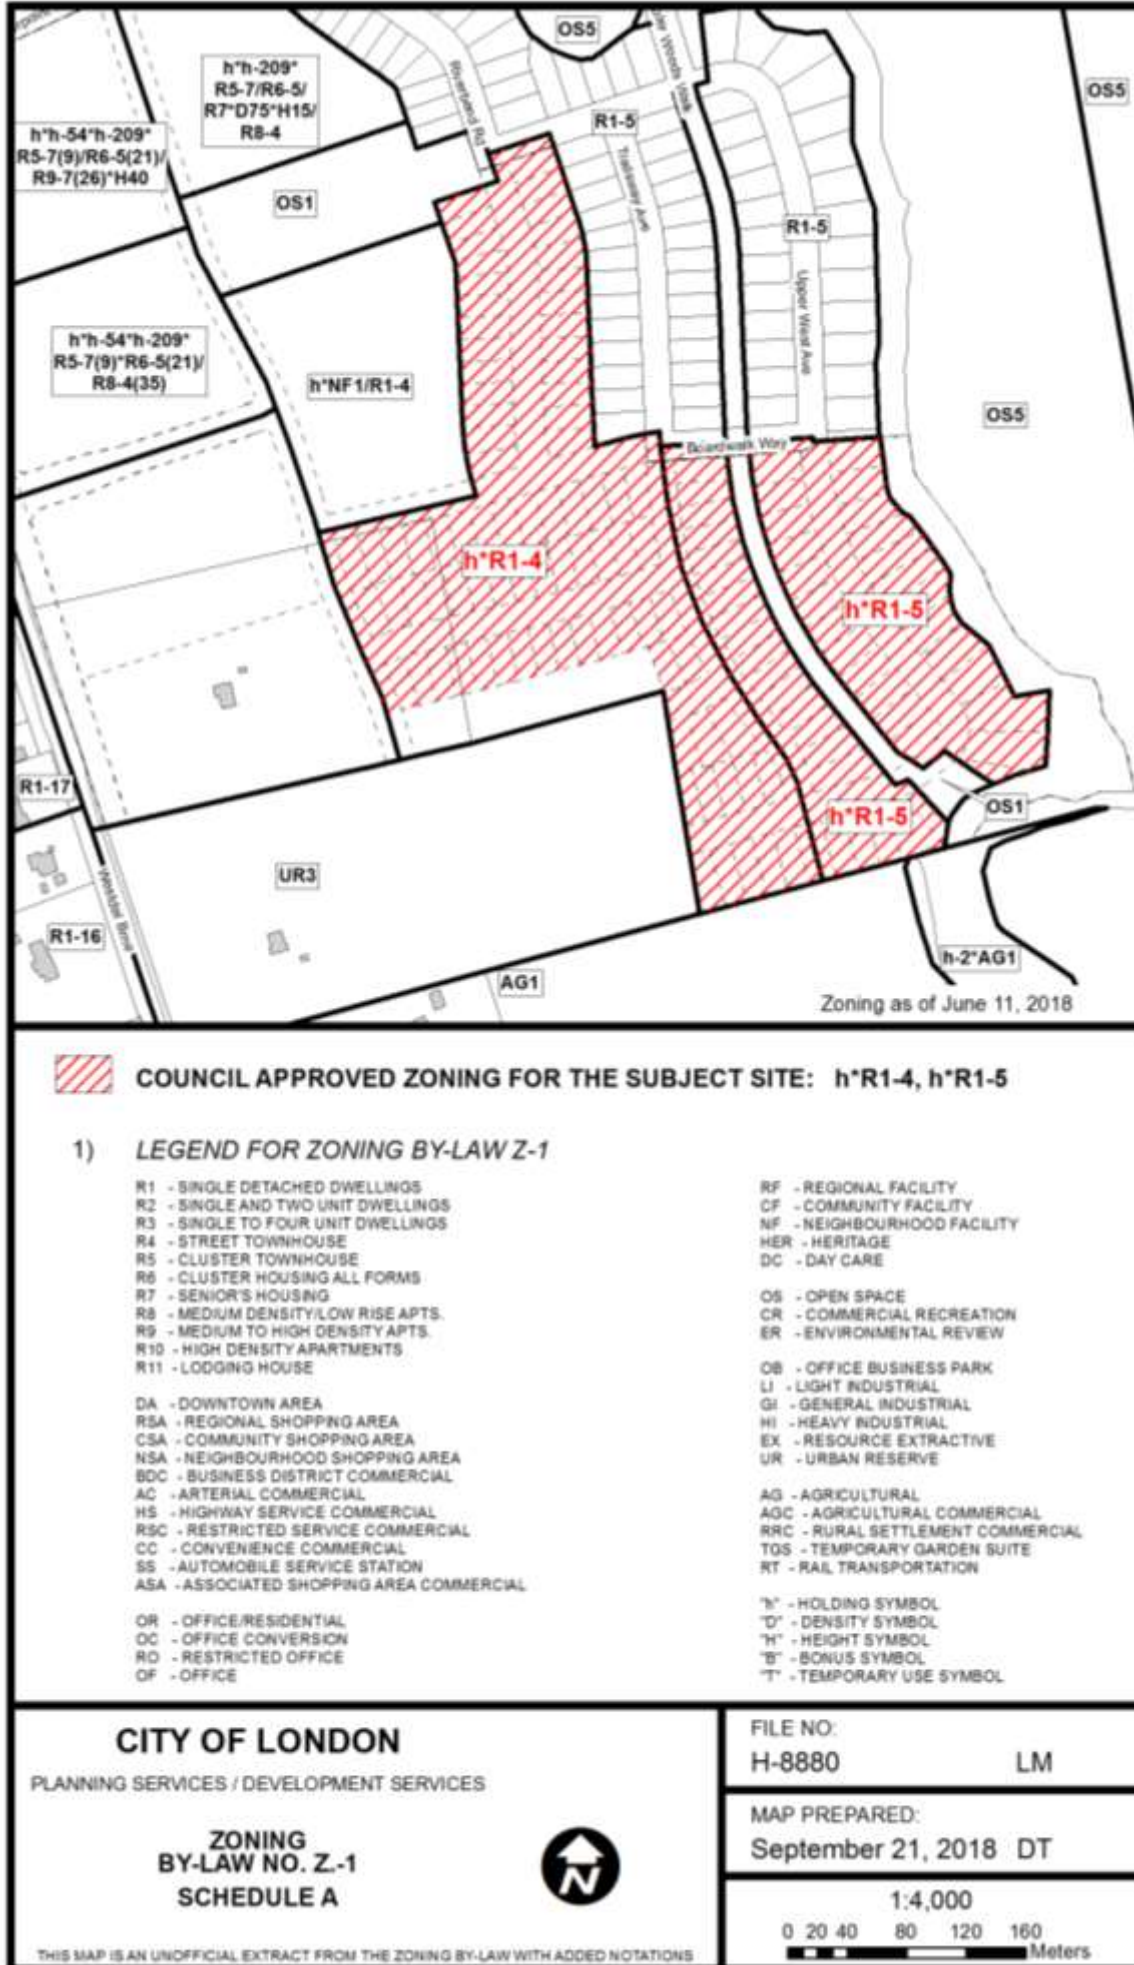 OS5
OS5
h*h-209*
R5-7/R6-5/
R7*D75*H15/
R8-4
Riverbend Rd
R1-5
h*h-54*h-209*
R5-7(9)/R6-5(21)/
R9-7(26)*H40
Trailsway Ave
OS1
R1-5
Upper West Ave
h*h-54*h-209*
R5-7(9)*R6-5(21)/
R8-4(35)
h*NF1/R1-4
OS5
Boardwalk Way
h*R1-4
h*R1-5
R1-17
OS1
h*R1-5
UR3
Westdel Brne
R1-16
h-2*AG1
AG1
Zoning as of June 11, 2018
COUNCIL APPROVED ZONING FOR THE SUBJECT SITE: h*R1-4, h*R1-5
1) LEGEND FOR ZONING BY-LAW Z-1
R1 - SINGLE DETACHED DWELLINGS
R2 - SINGLE AND TWO UNIT DWELLINGS
R3 - SINGLE TO FOUR UNIT DWELLINGS
R4 - STREET TOWNHOUSE
R5 - CLUSTER TOWNHOUSE
R6 - CLUSTER HOUSING ALL FORMS
R7 - SENIOR'S HOUSING
R8 - MEDIUM DENSITY/LOW RISE APTS.
R9 - MEDIUM TO HIGH DENSITY APTS.
R10 - HIGH DENSITY APARTMENTS
R11 - LODGING HOUSE
DA - DOWNTOWN AREA
RSA - REGIONAL SHOPPING AREA
CSA - COMMUNITY SHOPPING AREA
NSA - NEIGHBOURHOOD SHOPPING AREA
BDC - BUSINESS DISTRICT COMMERCIAL
AC - ARTERIAL COMMERCIAL
HS - HIGHWAY SERVICE COMMERCIAL
RSC - RESTRICTED SERVICE COMMERCIAL
CC - CONVENIENCE COMMERCIAL
SS - AUTOMOBILE SERVICE STATION
ASA - ASSOCIATED SHOPPING AREA COMMERCIAL
OR - OFFICE/RESIDENTIAL
OC - OFFICE CONVERSION
RO - RESTRICTED OFFICE
OF - OFFICE
RF - REGIONAL FACILITY
CF - COMMUNITY FACILITY
NF - NEIGHBOURHOOD FACILITY
HER - HERITAGE
DC - DAY CARE
OS - OPEN SPACE
CR - COMMERCIAL RECREATION
ER - ENVIRONMENTAL REVIEW
OB - OFFICE BUSINESS PARK
LI - LIGHT INDUSTRIAL
GI - GENERAL INDUSTRIAL
HI - HEAVY INDUSTRIAL
EX - RESOURCE EXTRACTIVE
UR - URBAN RESERVE
AG - AGRICULTURAL
AGC - AGRICULTURAL COMMERCIAL
RRC - RURAL SETTLEMENT COMMERCIAL
TGS - TEMPORARY GARDEN SUITE
RT - RAIL TRANSPORTATION
"h" - HOLDING SYMBOL
"D" - DENSITY SYMBOL
"H" - HEIGHT SYMBOL
"B" - BONUS SYMBOL
"T" - TEMPORARY USE SYMBOL
CITY OF LONDON
PLANNING SERVICES / DEVELOPMENT SERVICES
ZONING
BY-LAW NO. Z.-1
SCHEDULE A
N
THIS MAP IS AN UNOFFICIAL EXTRACT FROM THE ZONING BY-LAW WITH ADDED NOTATIONS
FILE NO:
H-8880 LM
MAP PREPARED:
September 21, 2018 DT
1:4,000
0 20 40 80 120 160
Meters